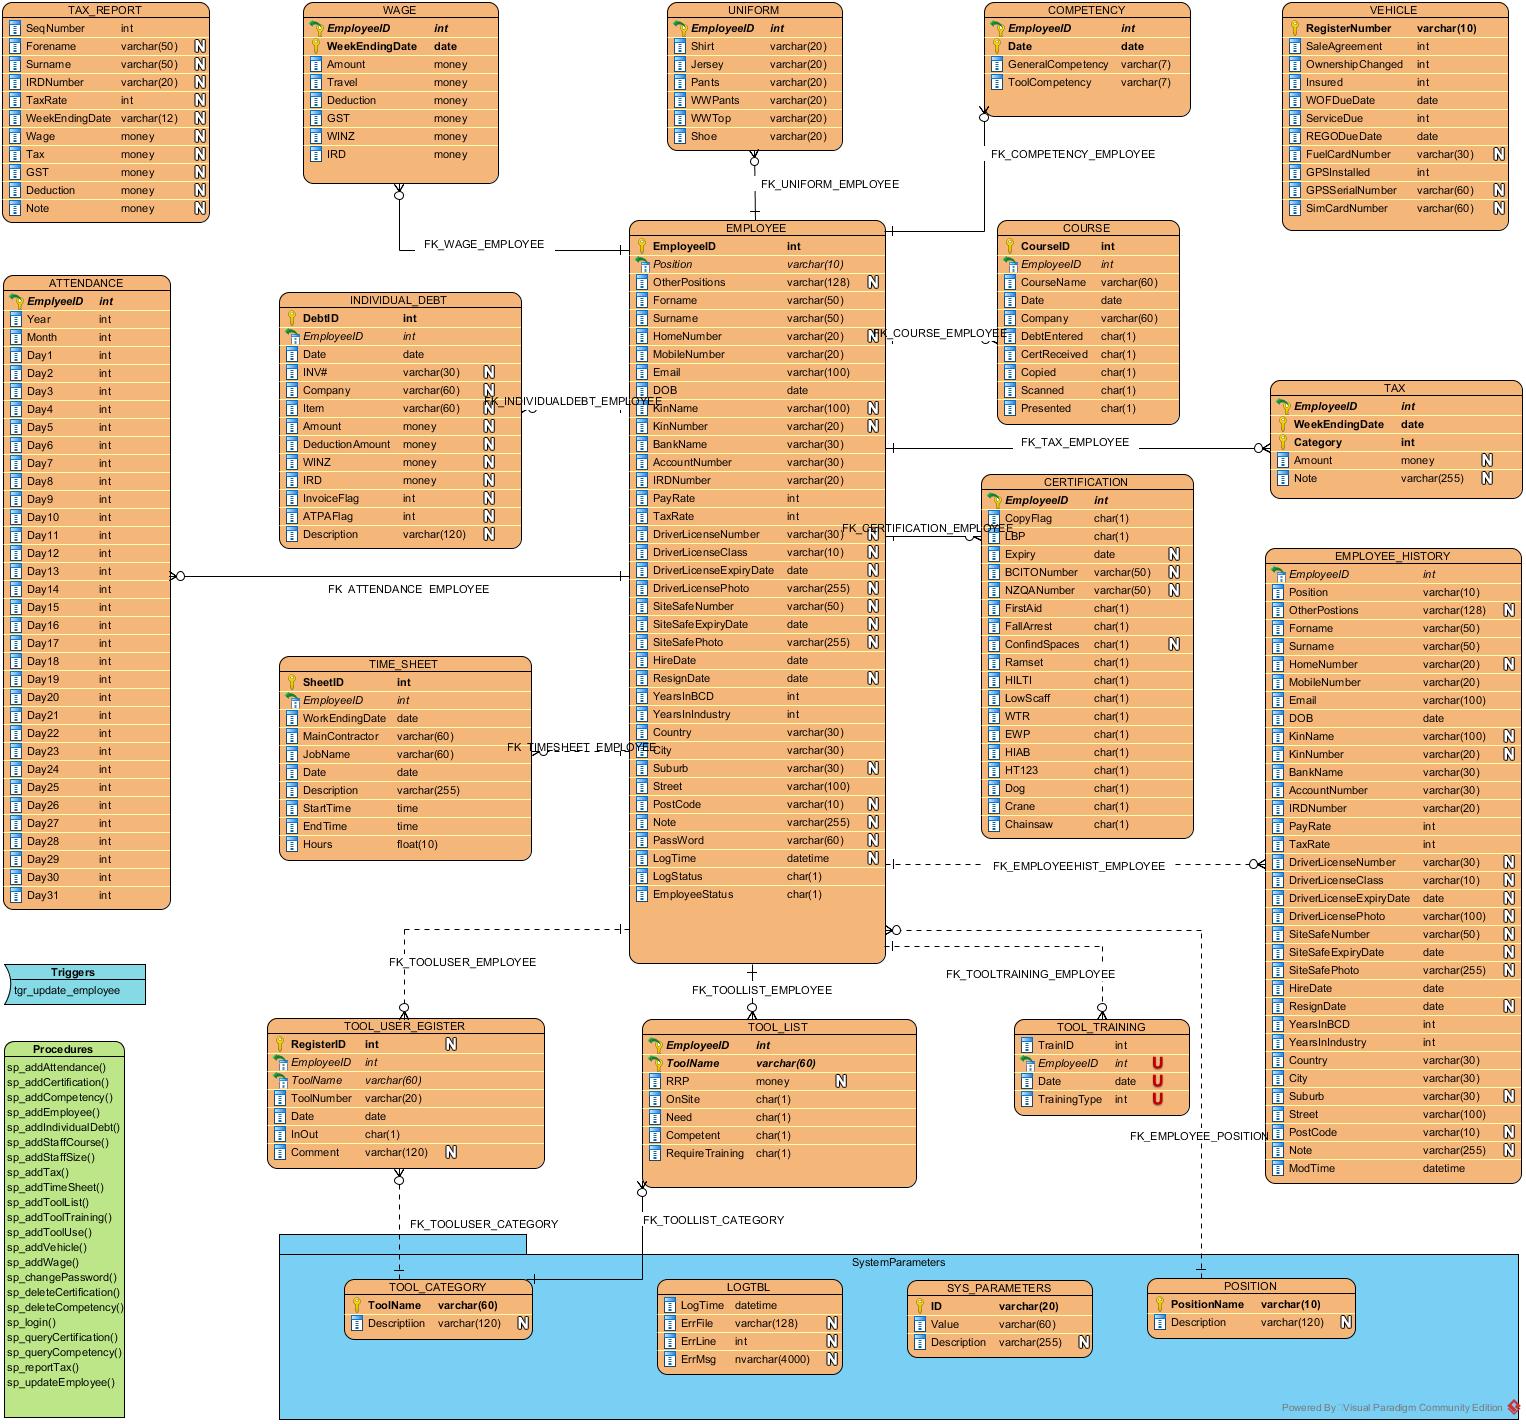 TAX_REPORT
SeqNumber int
Forename varchar(50) N
Surname varchar(50) N
IRDNumber varchar(20) N
TaxRate int N
WeekEndingDate varchar(12) N
Wage money N
Tax money N
GST money N
Deduction money N
Note money N
WAGE
EmployeeID int
WeekEndingDate date
Amount money
Travel money
Deduction money
GST money
WINZ money
IRD money
UNIFORM
EmployeeID int
Shirt varchar(20)
Jersey varchar(20)
Pants varchar(20)
WWPants varchar(20)
WWTop varchar(20)
Shoe varchar(20)
COMPETENCY
EmployeeID int
Date date
GeneralCompetency varchar(7)
ToolCompetency varchar(7)
VEHICLE
RegisterNumber varchar(10)
SaleAgreement int
OwnershipChanged int
Insured int
WOFDueDate date
ServiceDue int
REGODueDate date
FuelCardNumber varchar(30) N
GPSInstalled int
GPSSerialNumber varchar(60) N
SimCardNumber varchar(60) N
FK_COMPETENCY_EMPLOYEE
FK_UNIFORM_EMPLOYEE
FK_WAGE_EMPLOYEE
ATTENDANCE
EmplyeeID int
Year int
Month int
Day1 int
Day2 int
Day3 int
Day4 int
Day5 int
Day6 int
Day7 int
Day8 int
Day9 int
Day10 int
Day11 int
Day12 int
Day13 int
Day14 int
Day15 int
Day16 int
Day17 int
Day18 int
Day19 int
Day20 int
Day21 int
Day22 int
Day23 int
Day24 int
Day25 int
Day26 int
Day27 int
Day28 int
Day29 int
Day30 int
Day31 int
INDIVIDUAL_DEBT
DebtID int
EmployeeID int
Date date
INV# varchar(30) N
Company varchar(60) N
Item varchar(60) N
Amount money N
DeductionAmount money N
WINZ money N
IRD money N
InvoiceFlag int N
ATPAFlag int N
Description varchar(120) N
FK_INDIVIDUALDEBT_EMPLOYEE
FK_ATTENDANCE_EMPLOYEE
TIME_SHEET
SheetID int
EmployeeID int
WorkEndingDate date
MainContractor varchar(60)
JobName varchar(60)
Date date
Description varchar(255)
StartTime time
EndTime time
Hours float(10)
FK_TIMESHEET_EMPLOYEE
EMPLOYEE
EmployeeID int
Position varchar(10)
OtherPositions varchar(128) N
Forname varchar(50)
Surname varchar(50)
HomeNumber varchar(20) N
MobileNumber varchar(20)
Email varchar(100)
DOB date
KinName varchar(100) N
KinNumber varchar(20) N
BankName varchar(30)
AccountNumber varchar(30)
IRDNumber varchar(20)
PayRate int
TaxRate int
DriverLicenseNumber varchar(30) N
DriverLicenseClass varchar(10) N
DriverLicenseExpiryDate date N
DriverLicensePhoto varchar(255) N
SiteSafeNumber varchar(50) N
SiteSafeExpiryDate date N
SiteSafePhoto varchar(255) N
HireDate date
ResignDate date N
YearsInBCD int
YearsInIndustry int
Country varchar(30)
City varchar(30)
Suburb varchar(30) N
Street varchar(100)
PostCode varchar(10) N
Note varchar(255) N
PassWord varchar(60) N
LogTime datetime N
LogStatus char(1)
EmployeeStatus char(1)
COURSE
CourseID int
EmployeeID int
CourseName varchar(60)
Date date
Company varchar(60)
DebtEntered char(1)
CertReceived char(1)
Copied char(1)
Scanned char(1)
Presented char(1)
FK_COURSE_EMPLOYEE
FK_TAX_EMPLOYEE
TAX
EmployeeID int
WeekEndingDate date
Category int
Amount money N
Note varchar(255) N
CERTIFICATION
EmployeeID int
CopyFlag char(1)
LBP char(1)
Expiry date N
BCITONumber varchar(50) N
NZQANumber varchar(50) N
FirstAid char(1)
FallArrest char(1)
ConfindSpaces char(1) N
Ramset char(1)
HILTI char(1)
LowScaff char(1)
WTR char(1)
EWP char(1)
HIAB char(1)
HT123 char(1)
Dog char(1)
Crane char(1)
Chainsaw char(1)
FK_CERTIFICATION_EMPLOYEE
FK_EMPLOYEEHIST_EMPLOYEE
EMPLOYEE_HISTORY
EmployeeID int
Position varchar(10)
OtherPostions varchar(128) N
Forname varchar(50)
Surname varchar(50)
HomeNumber varchar(20) N
MobileNumber varchar(20)
Email varchar(100)
DOB date
KinName varchar(100) N
KinNumber varchar(20) N
BankName varchar(30)
AccountNumber varchar(30)
IRDNumber varchar(20)
PayRate int
TaxRate int
DriverLicenseNumber varchar(30) N
DriverLicenseClass varchar(10) N
DriverLicenseExpiryDate date N
DriverLicensePhoto varchar(100) N
SiteSafeNumber varchar(50) N
SiteSafeExpiryDate date N
SiteSafePhoto varchar(255) N
HireDate date
ResignDate date N
YearsInBCD int
YearsInIndustry int
Country varchar(30)
City varchar(30)
Suburb varchar(30) N
Street varchar(100)
PostCode varchar(10) N
Note varchar(255) N
ModTime datetime
FK_TOOLUSER_EMPLOYEE
FK_TOOLLIST_EMPLOYEE
FK_TOOLTRAINING_EMPLOYEE
FK_EMPLOYEE_POSITION
Triggers
tgr_update_employee
Procedures
sp_addAttendance()
sp_addCertification()
sp_addCompetency()
sp_addEmployee()
sp_addIndividualDebt()
sp_addStaffCourse()
sp_addStaffSize()
sp_addTax()
sp_addTimeSheet()
sp_addToolList()
sp_addToolTraining()
sp_addToolUse()
sp_addVehicle()
sp_addWage()
sp_changePassword()
sp_deleteCertification()
sp_deleteCompetency()
sp_login()
sp_queryCertification()
sp_queryCompetency()
sp_reportTax()
sp_updateEmployee()
TOOL_USER_EGISTER
RegisterID int N
EmployeeID int
ToolName varchar(60)
ToolNumber varchar(20)
Date date
InOut char(1)
Comment varchar(120) N
TOOL_LIST
EmployeeID int
ToolName varchar(60)
RRP money N
OnSite char(1)
Need char(1)
Competent char(1)
RequireTraining char(1)
TOOL_TRAINING
TrainID int
EmployeeID int U
Date date U
TrainingType int U
FK_TOOLUSER_CATEGORY
FK_TOOLLIST_CATEGORY
SystemParameters
TOOL_CATEGORY
ToolName varchar(60)
Descriptiion varchar(120) N
LOGTBL
LogTime datetime
ErrFile varchar(128) N
ErrLine int N
ErrMsg nvarchar(4000) N
SYS_PARAMETERS
ID varchar(20)
Value varchar(60)
Description varchar(255) N
POSITION
PositionName varchar(10)
Description varchar(120) N
Powered By Visual Paradigm Community Edition